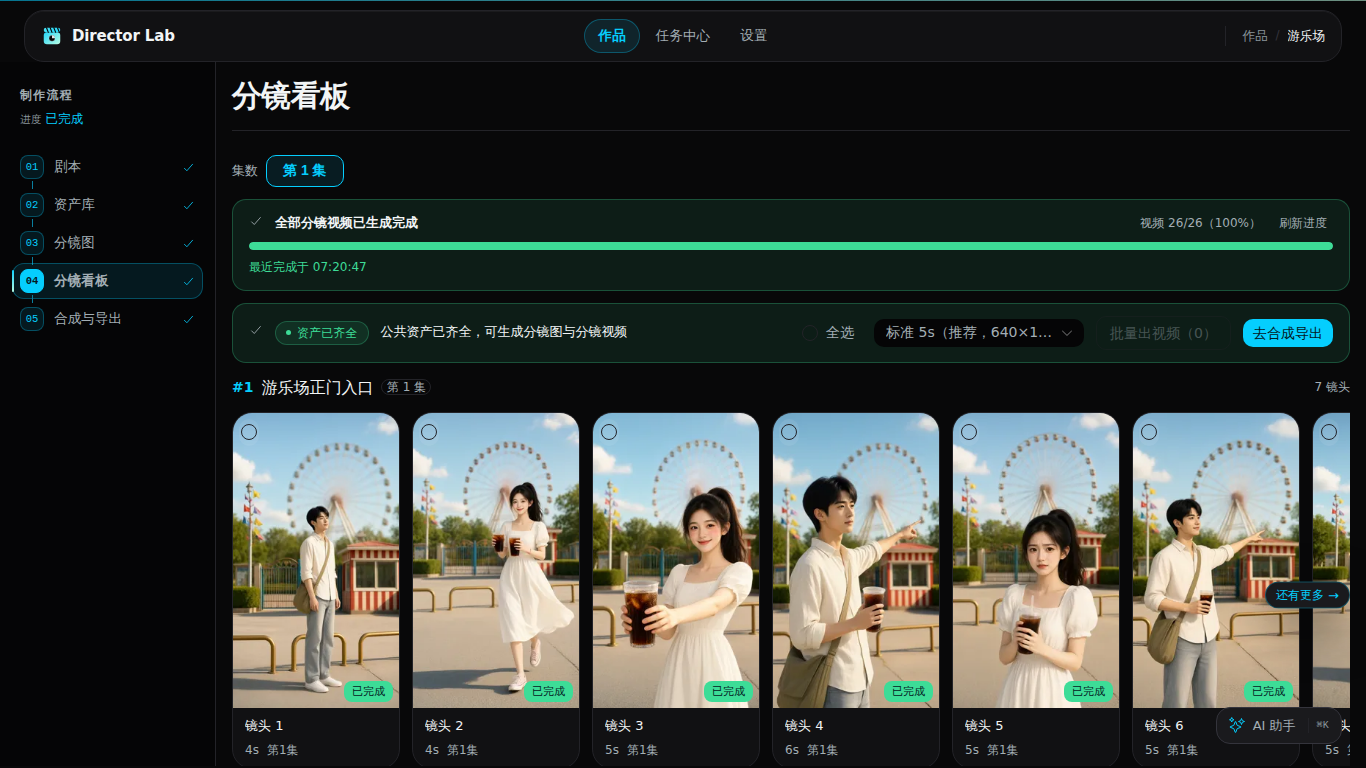 Director Lab
作品
任务中心
设置
作品 / 游乐场
制作流程
进度 已完成
01 剧本
02 资产库
03 分镜图
04 分镜看板
05 合成与导出
分镜看板
集数 第 1 集
全部分镜视频已生成完成
视频 26/26（100%）
刷新进度
最近完成于 07:20:47
资产已齐全
公共资产已齐全，可生成分镜图与分镜视频
全选
标准 5s（推荐，640×1…
批量出视频（0）
去合成导出
#1 游乐场正门入口 第 1 集
7 镜头
已完成
已完成
已完成
已完成
已完成
已完成
还有更多 →
镜头 1
4s 第1集
镜头 2
4s 第1集
镜头 3
5s 第1集
镜头 4
6s 第1集
镜头 5
5s 第1集
镜头 6
5s 第1集
5s
AI 助手 ⌘K